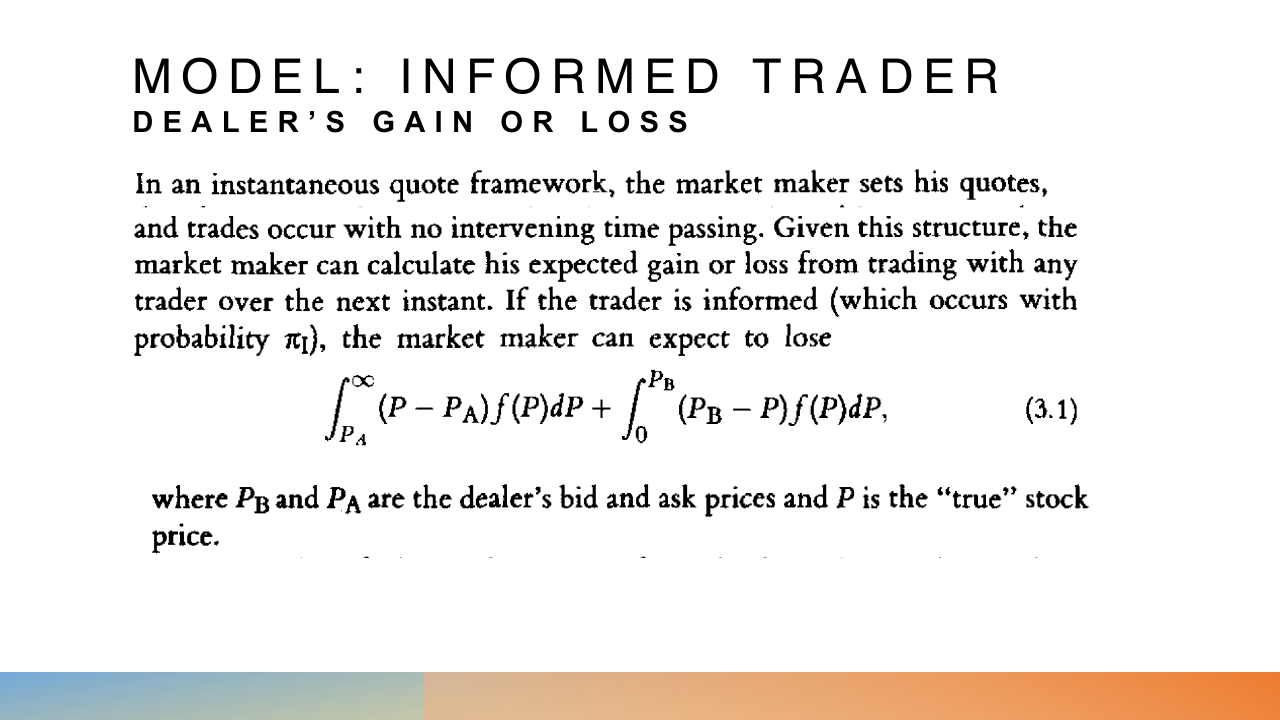 MODEL: INFORMED TRADER
DEALER’S GAIN OR LOSS
In an instantaneous quote framework, the market maker sets his quotes,
and trades occur with no intervening time passing. Given this structure, the
market maker can calculate his expected gain or loss from trading with any
trader over the next instant. If the trader is informed (which occurs with
probability π_I), the market maker can expect to lose
∫_{P_A}^{∞} (P − P_A) f(P)dP + ∫_0^{P_B} (P_B − P) f(P)dP, (3.1)
where P_B and P_A are the dealer’s bid and ask prices and P is the “true” stock
price.